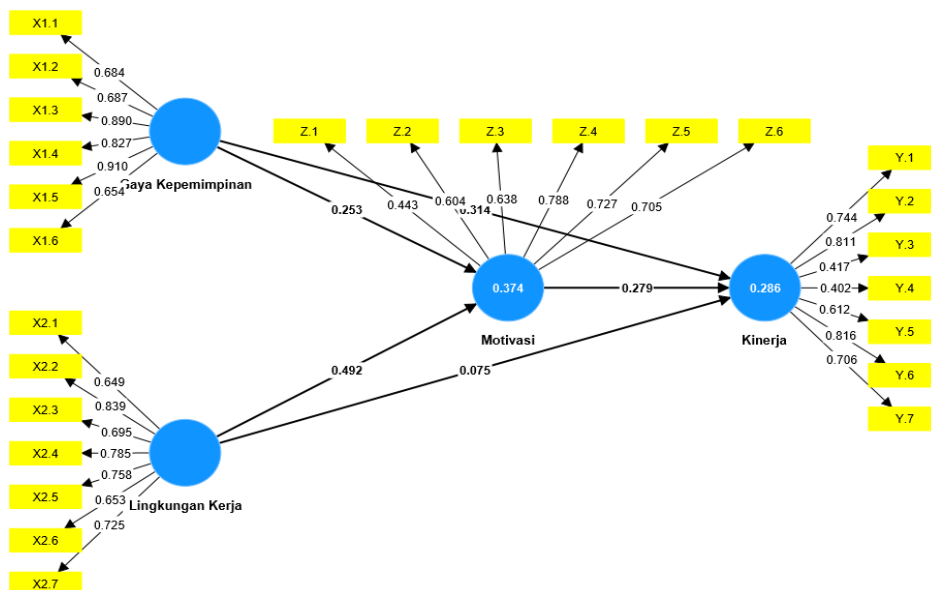 X1.1
X1.2
X1.3
X1.4
X1.5
X1.6
0.684
0.687
0.890
0.827
0.910
0.654
Gaya Kepemimpinan
Z.1
Z.2
Z.3
Z.4
Z.5
Z.6
0.443
0.604
0.638
0.788
0.727
0.705
0.253
0.314
0.374
Motivasi
0.279
0.492
0.075
0.286
Kinerja
Y.1
Y.2
Y.3
Y.4
Y.5
Y.6
Y.7
0.744
0.811
0.417
0.402
0.612
0.816
0.706
X2.1
X2.2
X2.3
X2.4
X2.5
X2.6
X2.7
0.649
0.839
0.695
0.785
0.758
0.653
0.725
Lingkungan Kerja